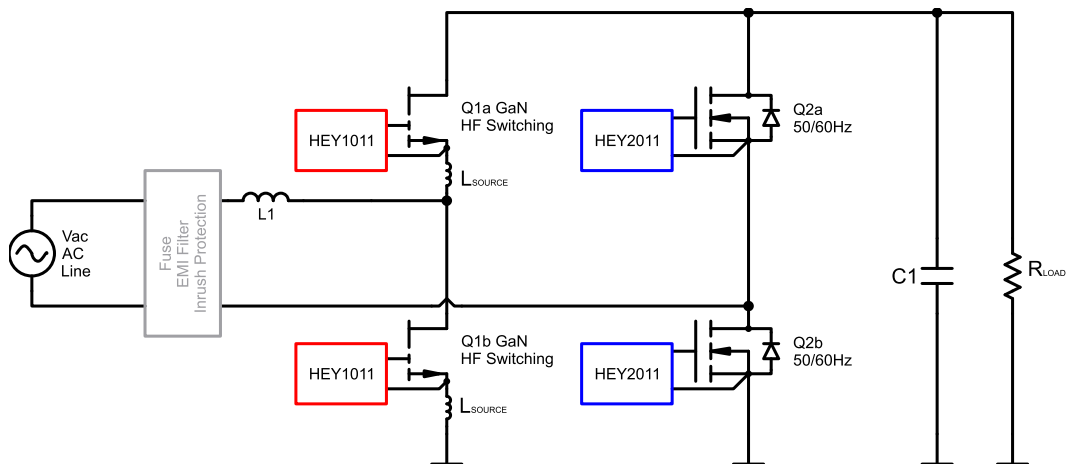 Q1a GaN
HF Switching
HEY1011
LSOURCE
Q2a
50/60Hz
HEY2011
Vac
AC
Line
Fuse
EMI Filter
Inrush Protection
L1
C1
RLOAD
Q1b GaN
HF Switching
HEY1011
LSOURCE
Q2b
50/60Hz
HEY2011